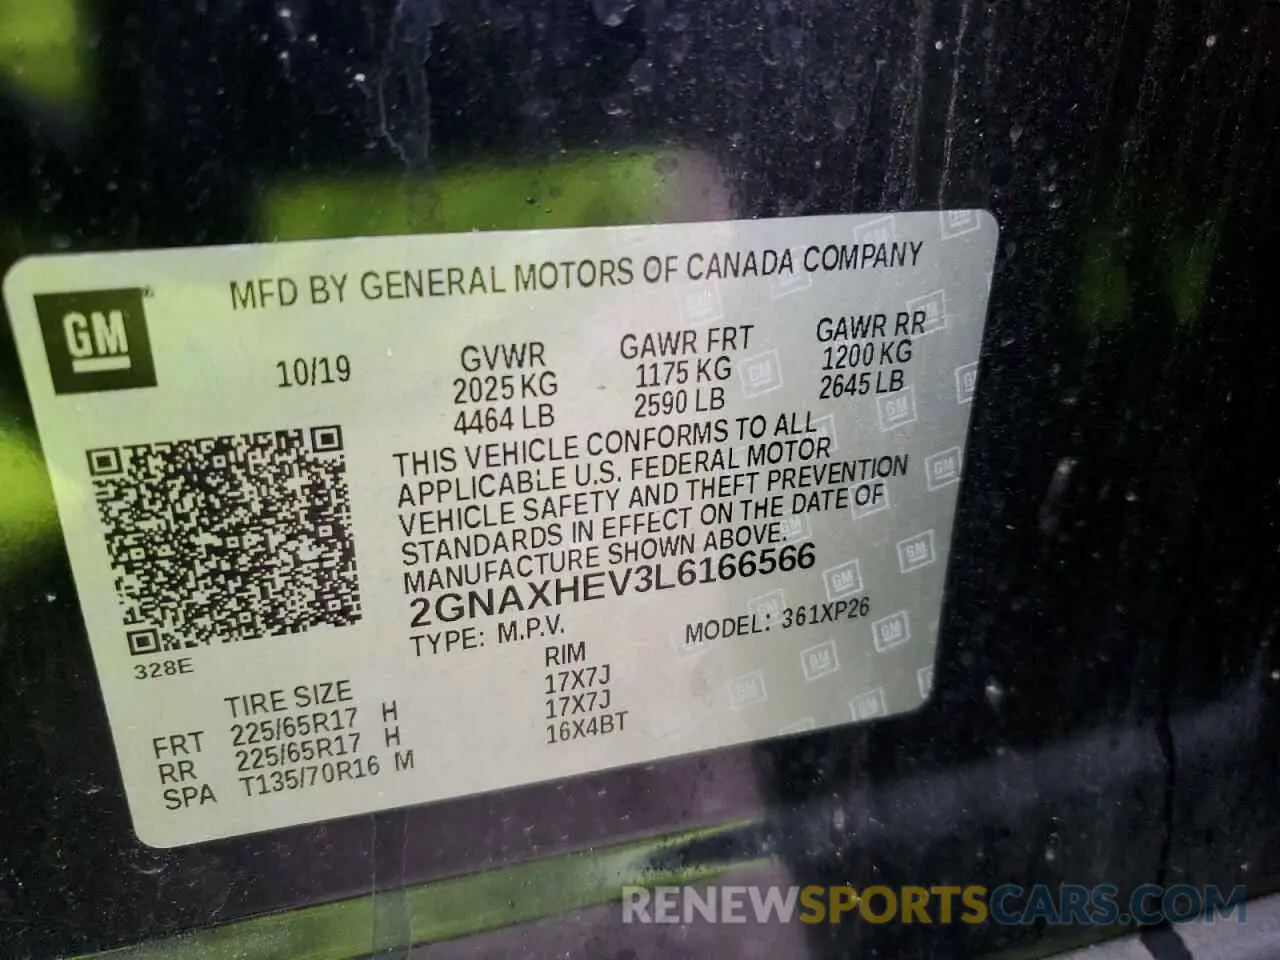 MFD BY GENERAL MOTORS OF CANADA COMPANY
GM
10/19
GVWR
2025 KG
4464 LB
GAWR FRT
1175 KG
2590 LB
GAWR RR
1200 KG
2645 LB
THIS VEHICLE CONFORMS TO ALL
APPLICABLE U.S. FEDERAL MOTOR
VEHICLE SAFETY AND THEFT PREVENTION
STANDARDS IN EFFECT ON THE DATE OF
MANUFACTURE SHOWN ABOVE.
2GNAXHEV3L6166566
TYPE: M.P.V.
MODEL: 361XP26
328E
TIRE SIZE
RIM
FRT 225/65R17 H 17X7J
RR 225/65R17 H 17X7J
SPA T135/70R16 M 16X4BT
RENEWSPORTSCARS.COM